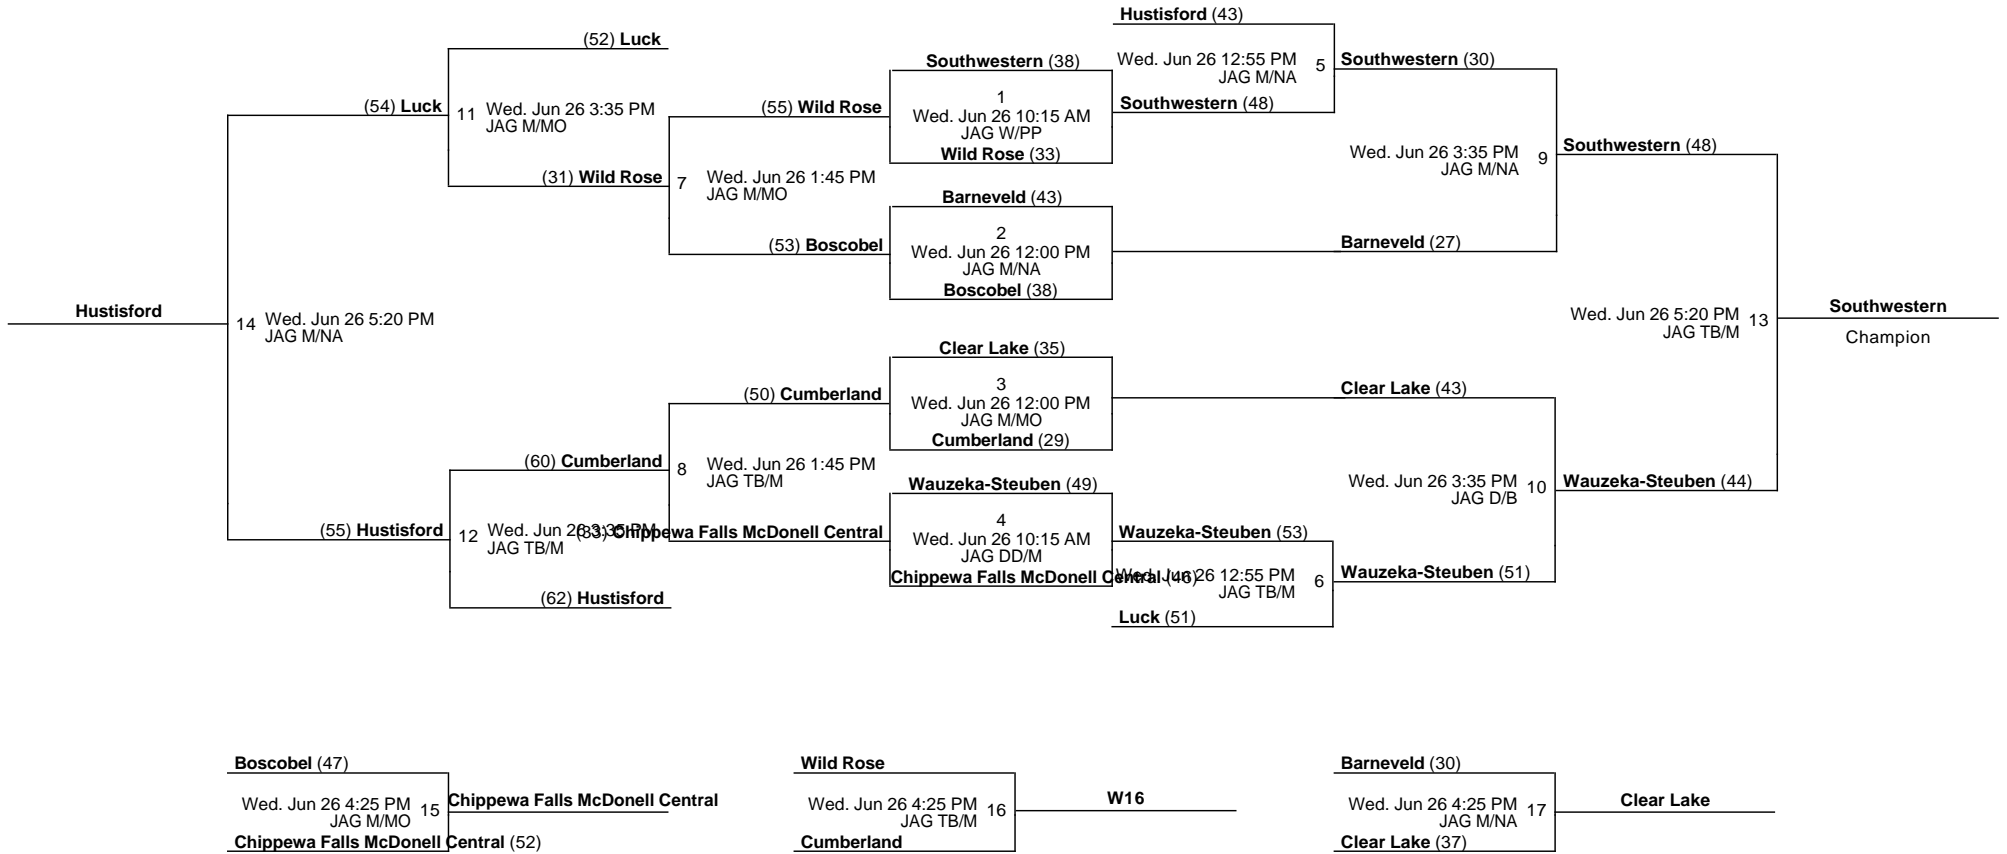 Hustisford (43)
(52) Luck
Southwestern (38)
Wed. Jun 26 12:55 PM
JAG M/NA
5
Southwestern (30)
(54) Luck
11
Wed. Jun 26 3:35 PM
JAG M/MO
(55) Wild Rose
1
Wed. Jun 26 10:15 AM
JAG W/PP
Wild Rose (33)
Southwestern (48)
Wed. Jun 26 3:35 PM
JAG M/NA
9
Southwestern (48)
(31) Wild Rose
7
Wed. Jun 26 1:45 PM
JAG M/MO
Barneveld (43)
2
Wed. Jun 26 12:00 PM
JAG M/NA
Boscobel (38)
(53) Boscobel
Barneveld (27)
Hustisford
14
Wed. Jun 26 5:20 PM
JAG M/NA
Wed. Jun 26 5:20 PM
JAG TB/M
13
Southwestern
Champion
Clear Lake (35)
3
Wed. Jun 26 12:00 PM
JAG M/MO
Cumberland (29)
(50) Cumberland
Clear Lake (43)
(60) Cumberland
8
Wed. Jun 26 1:45 PM
JAG TB/M
Wauzeka-Steuben (49)
4
Wed. Jun 26 10:15 AM
JAG DD/M
Chippewa Falls McDonell Central (46)
Wed. Jun 26 3:35 PM
JAG D/B
10
Wauzeka-Steuben (44)
(55) Hustisford
12
Wed. Jun 26 3:35 PM
JAG TB/M
(33) Chippewa Falls McDonell Central
Wauzeka-Steuben (53)
Wed. Jun 26 12:55 PM
JAG TB/M
6
Wauzeka-Steuben (51)
(62) Hustisford
Luck (51)
Boscobel (47)
Wed. Jun 26 4:25 PM
JAG M/MO
15
Chippewa Falls McDonell Central
Chippewa Falls McDonell Central (52)
Wild Rose
Wed. Jun 26 4:25 PM
JAG TB/M
16
W16
Cumberland
Barneveld (30)
Wed. Jun 26 4:25 PM
JAG M/NA
17
Clear Lake
Clear Lake (37)